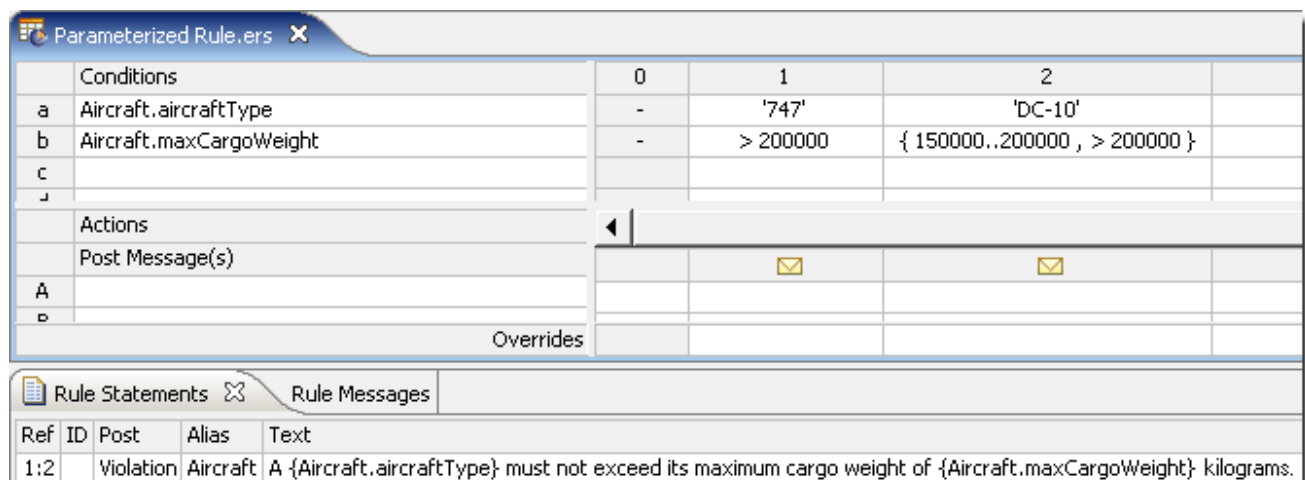 Parameterized Rule.ers
Conditions 0 1 2
a Aircraft.aircraftType - '747' 'DC-10'
b Aircraft.maxCargoWeight - > 200000 { 150000..200000 , > 200000 }
c
Actions
Post Message(s)
A
Overrides
Rule Statements Rule Messages
Ref ID Post Alias Text
1:2 Violation Aircraft A {Aircraft.aircraftType} must not exceed its maximum cargo weight of {Aircraft.maxCargoWeight} kilograms.